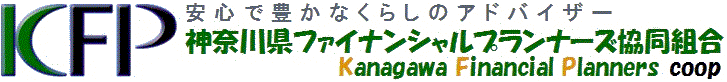 KFP
安心で豊かなくらしのアドバイザー
神奈川県ファイナンシャルプランナーズ協同組合
Kanagawa Financial Planners coop